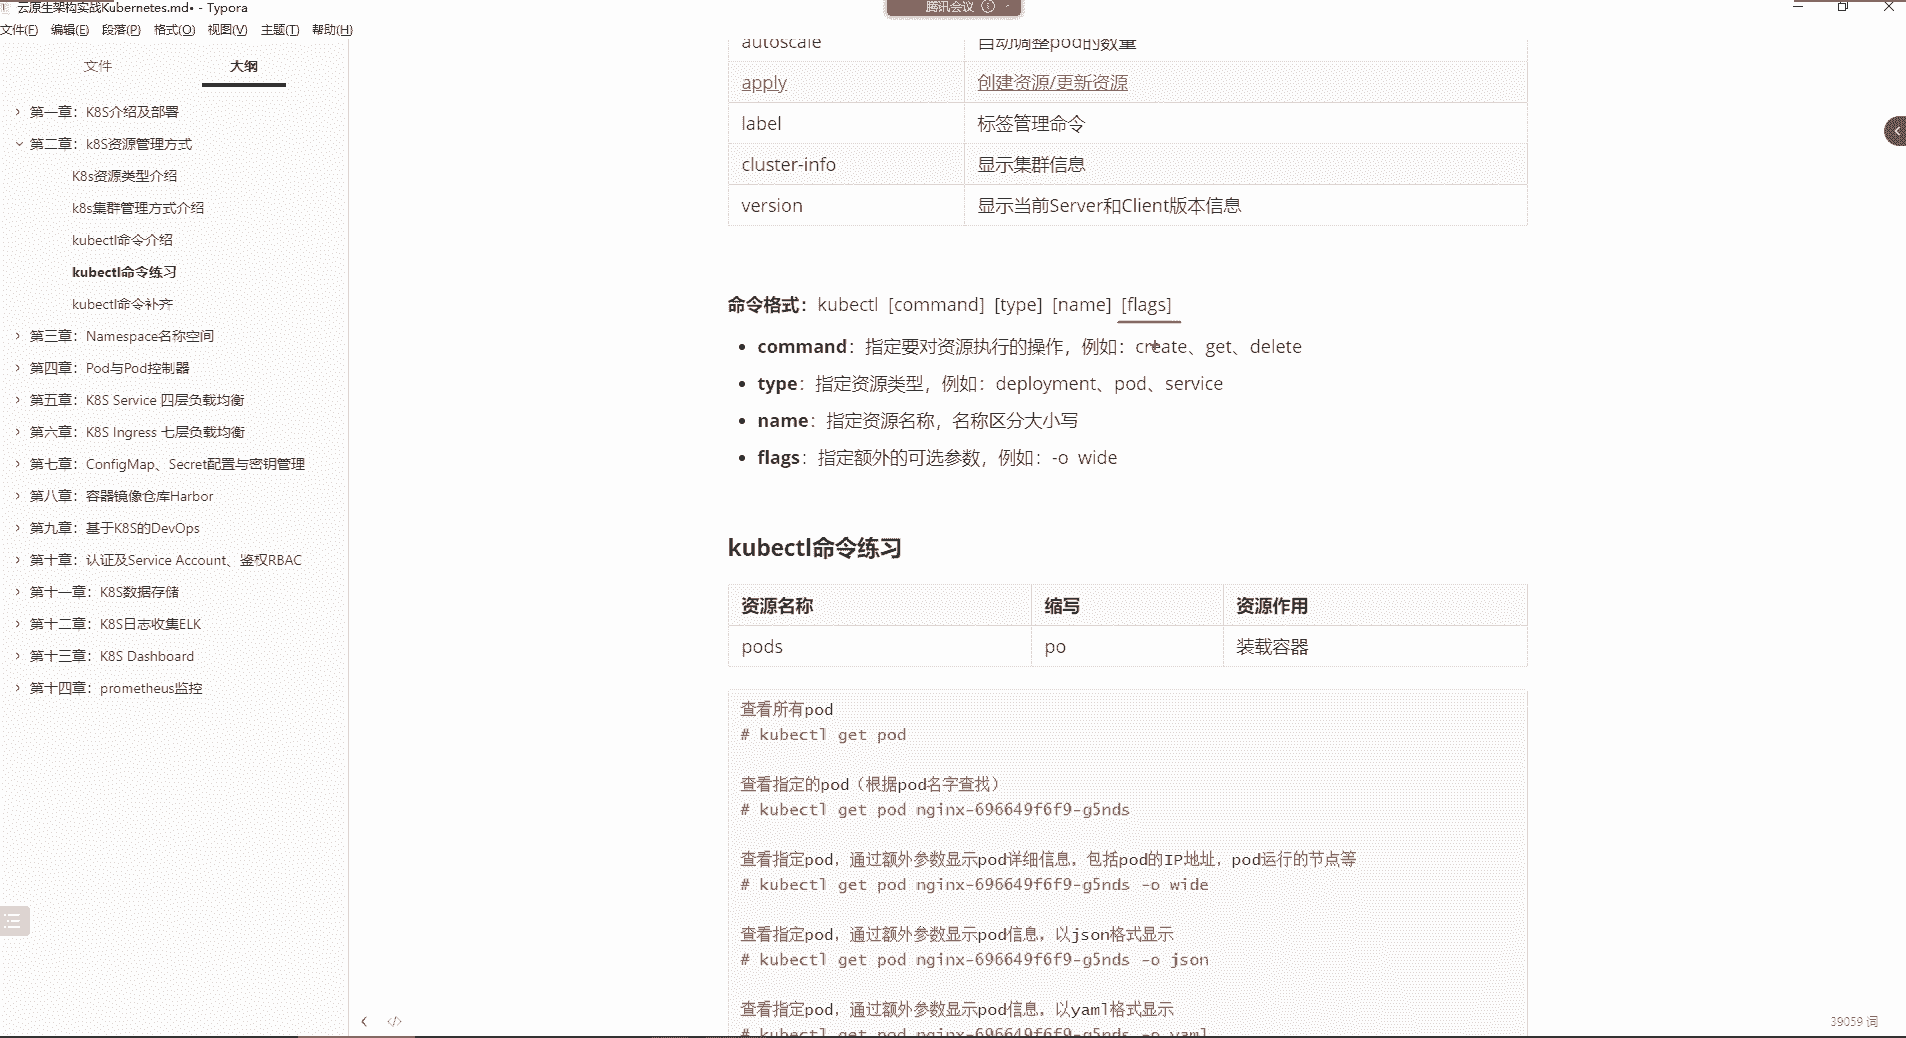 云原生架构实战Kubernetes.md• - Typora
腾讯会议
文件(F) 编辑(E) 段落(P) 格式(O) 视图(V) 主题(T) 帮助(H)
文件 大纲
第一章：K8S介绍及部署
第二章：k8S资源管理方式
K8s资源类型介绍
k8s集群管理方式介绍
kubectl命令介绍
kubectl命令练习
kubectl命令补齐
第三章：Namespace名称空间
第四章：Pod与Pod控制器
第五章：K8S Service 四层负载均衡
第六章：K8S Ingress 七层负载均衡
第七章：ConfigMap、Secret配置与密钥管理
第八章：容器镜像仓库Harbor
第九章：基于K8S的DevOps
第十章：认证及Service Account、鉴权RBAC
第十一章：K8S数据存储
第十二章：K8S日志收集ELK
第十三章：K8S Dashboard
第十四章：prometheus监控
autoscale 自动调整pod的数量
apply 创建资源/更新资源
label 标签管理命令
cluster-info 显示集群信息
version 显示当前Server和Client版本信息
命令格式：kubectl [command] [type] [name] [flags]
• command：指定要对资源执行的操作，例如：create、get、delete
• type：指定资源类型，例如：deployment、pod、service
• name：指定资源名称，名称区分大小写
• flags：指定额外的可选参数，例如：-o wide
kubectl命令练习
资源名称 缩写 资源作用
pods po 装载容器
查看所有pod
# kubectl get pod
查看指定的pod（根据pod名字查找）
# kubectl get pod nginx-696649f6f9-g5nds
查看指定pod，通过额外参数显示pod详细信息，包括pod的IP地址，pod运行的节点等
# kubectl get pod nginx-696649f6f9-g5nds -o wide
查看指定pod，通过额外参数显示pod信息，以json格式显示
# kubectl get pod nginx-696649f6f9-g5nds -o json
查看指定pod，通过额外参数显示pod信息，以yaml格式显示
# kubectl get pod nginx-696649f6f9-g5nds -o yaml
39059 词